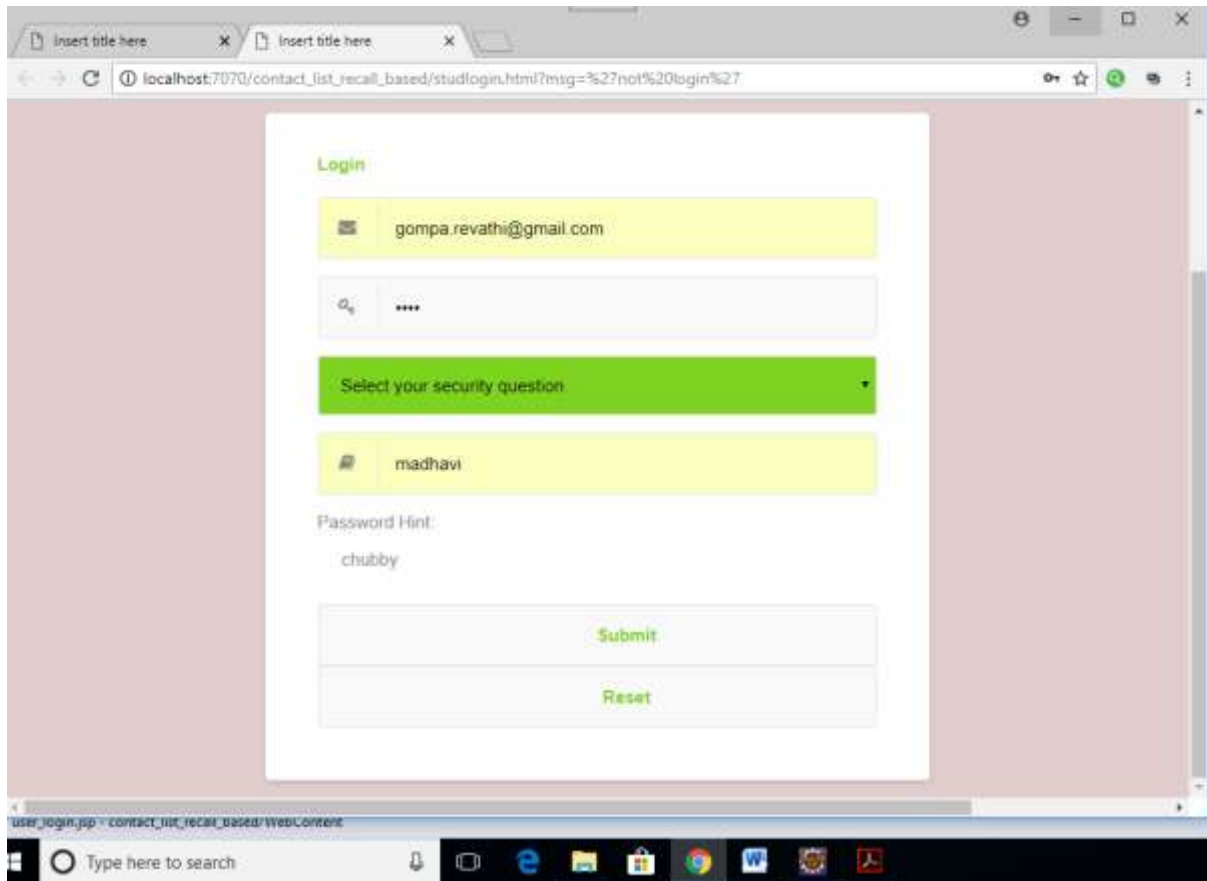 Insert title here
Insert title here
localhost:7070/contact_list_recall_based/studlogin.html?msg=%27not%20login%27
Login
gompa.revathi@gmail.com
••••
Select your security question
madhavi
Password Hint:
chubby
Submit
Reset
user_login.jsp - contact_list_recall_based/WebContent
Type here to search